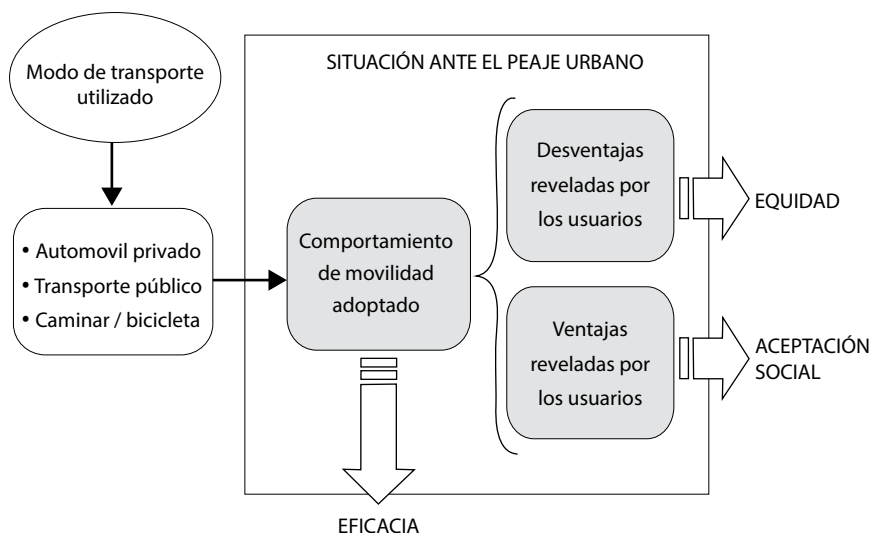 Modo de transporte
utilizado
• Automovil privado
• Transporte público
• Caminar / bicicleta
SITUACIÓN ANTE EL PEAJE URBANO
Comportamiento
de movilidad
adoptado
Desventajas
reveladas por
los usuarios
Ventajas
reveladas por
los usuarios
EQUIDAD
ACEPTACIÓN
SOCIAL
EFICACIA